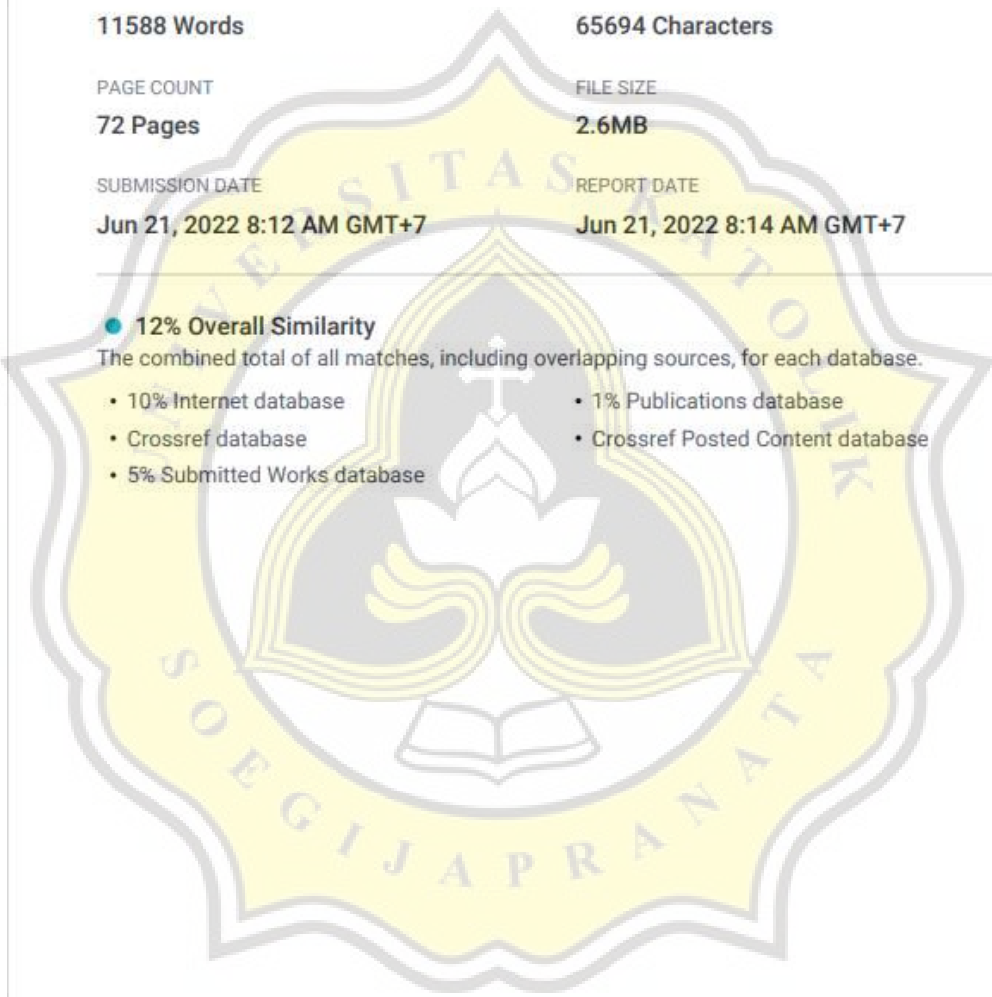 11588 Words 65694 Characters
PAGE COUNT FILE SIZE
72 Pages 2.6MB
SUBMISSION DATE REPORT DATE
Jun 21, 2022 8:12 AM GMT+7 Jun 21, 2022 8:14 AM GMT+7
12% Overall Similarity
The combined total of all matches, including overlapping sources, for each database.
• 10% Internet database • 1% Publications database
• Crossref database • Crossref Posted Content database
• 5% Submitted Works database
UNIVERSITAS KATOLIK
SOEGIJAPRANATA